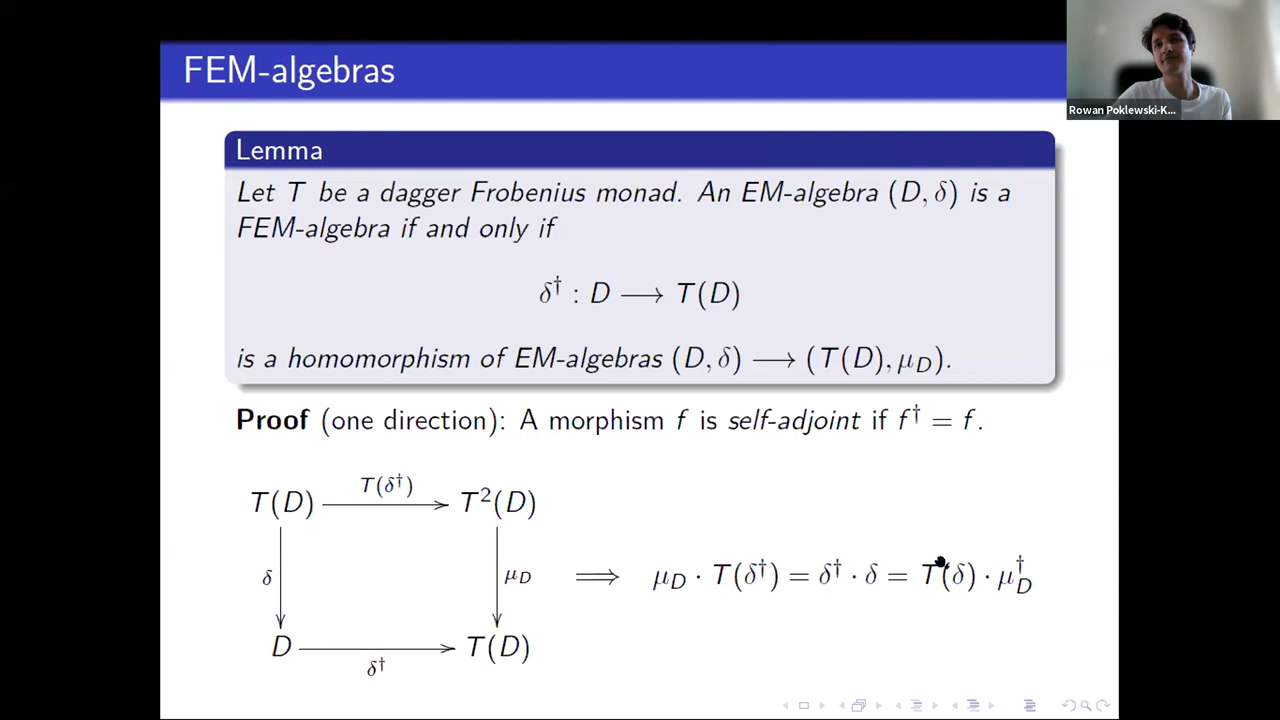 FEM-algebras
Rowan Poklewski-K...
Lemma
Let T be a dagger Frobenius monad. An EM-algebra (D, δ) is a
FEM-algebra if and only if
δ† : D ⟶ T(D)
is a homomorphism of EM-algebras (D, δ) ⟶ (T(D), μ_D).
Proof (one direction): A morphism f is self-adjoint if f† = f.
T(δ†)
T(D) T²(D)
δ μ_D ⟹ μ_D · T(δ†) = δ† · δ = T(δ) · μ_D†
D T(D)
δ†